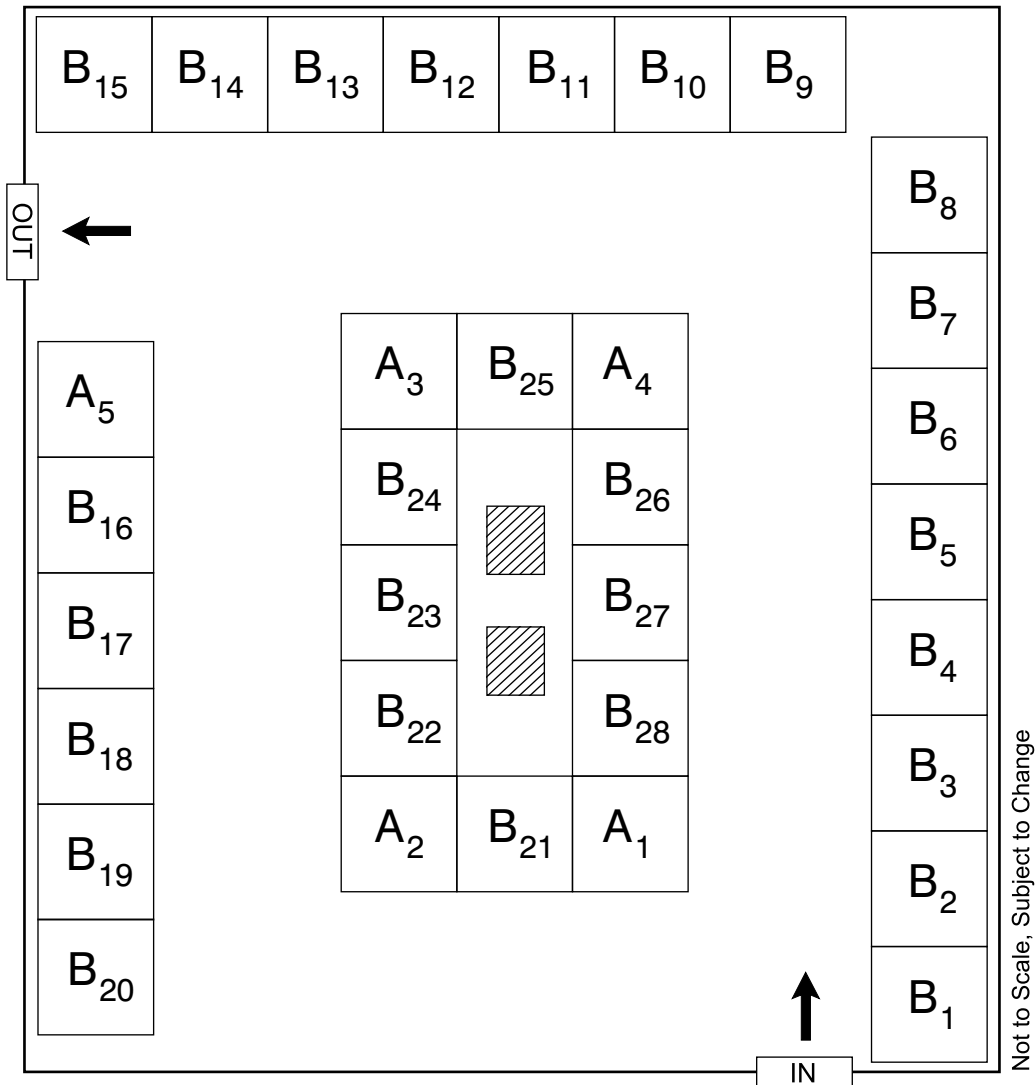 B15 B14 B13 B12 B11 B10 B9
B8
OUT
B7
A3 B25 A4
A5
B6
B24 B26
B16
B5
B23 B27
B17
B4
B22 B28
B18
B3
A2 B21 A1
B19
B2
B20
B1
IN
Not to Scale, Subject to Change